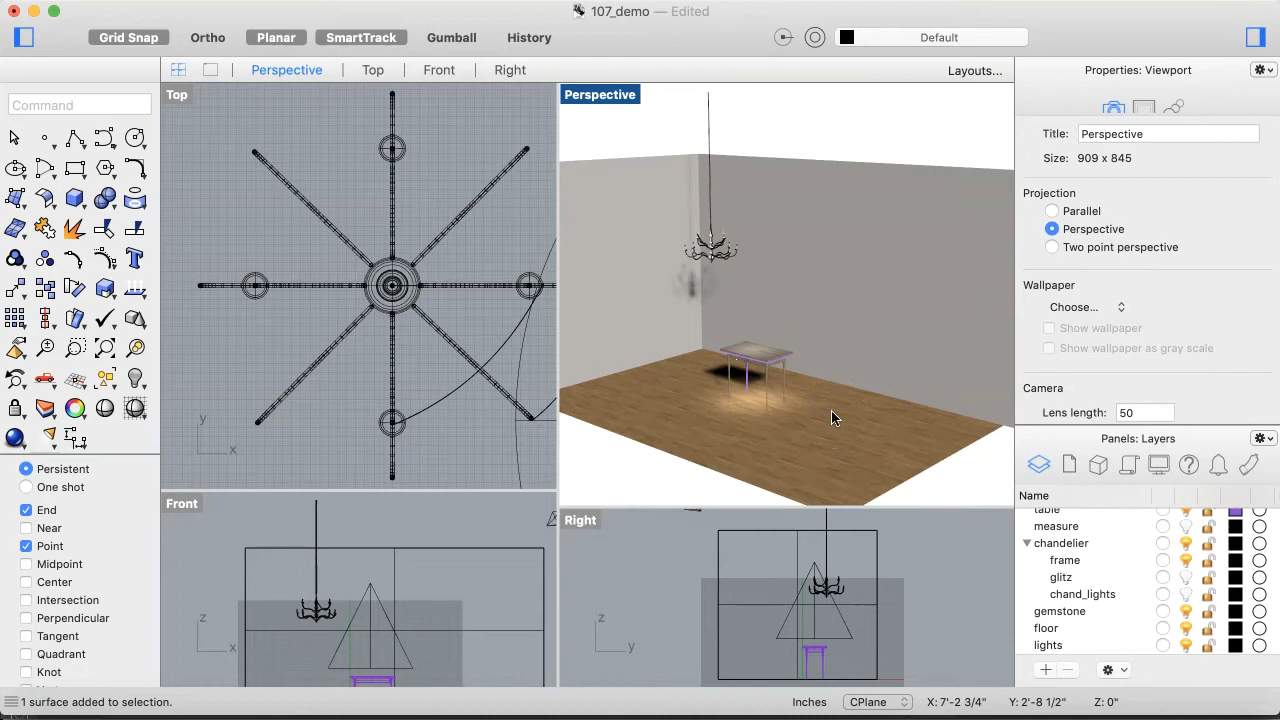 107_demo — Edited
Grid Snap Ortho Planar SmartTrack Gumball History Default
Perspective Top Front Right Layouts...
Properties: Viewport
Command
Top
Perspective
Title: Perspective
Size: 909 x 845
Projection
Parallel
Perspective
Two point perspective
Wallpaper
Choose...
Show wallpaper
Show wallpaper as gray scale
Camera
Lens length: 50
y
x
Panels: Layers
Name
table
measure
chandelier
frame
glitz
chand_lights
gemstone
floor
lights
Persistent
One shot
End
Near
Point
Midpoint
Center
Intersection
Perpendicular
Tangent
Quadrant
Knot
Front
z
x
Right
z
y
1 surface added to selection. Inches CPlane X: 7'-2 3/4" Y: 2'-8 1/2" Z: 0"